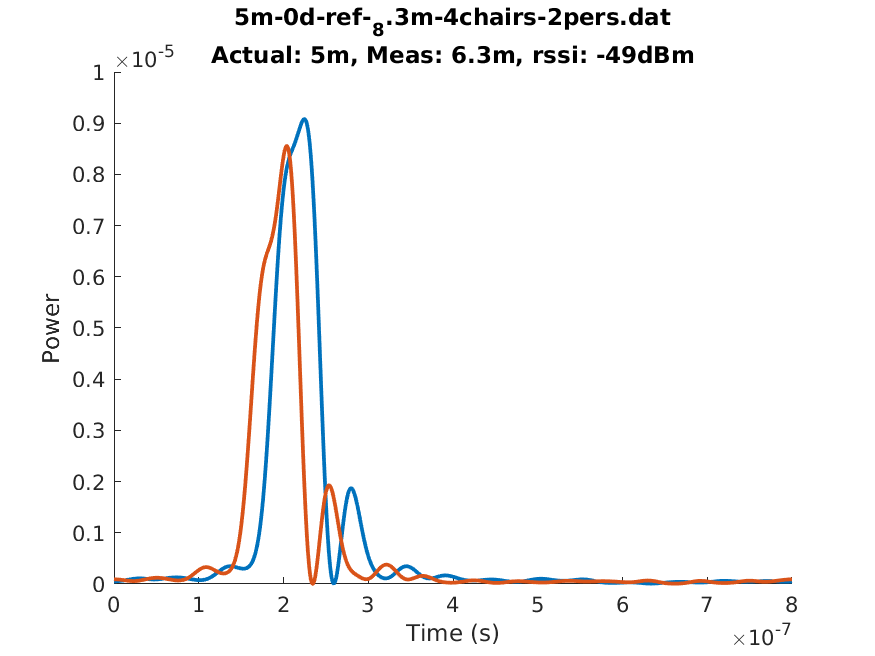 5m-0d-ref-₈.3m-4chairs-2pers.dat
Actual: 5m, Meas: 6.3m, rssi: -49dBm
×10⁻⁵
1
0.9
0.8
0.7
0.6
0.5
0.4
0.3
0.2
0.1
0
Power
0 1 2 3 4 5 6 7 8
Time (s)
×10⁻⁷